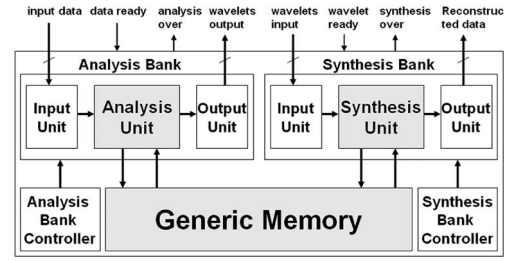 input data data ready analysis over wavelets output wavelets input wavelet ready synthesis over Reconstruc ted data
Analysis Bank Synthesis Bank
Input Unit
Analysis Unit
Output Unit
Input Unit
Synthesis Unit
Output Unit
Analysis Bank Controller
Generic Memory
Synthesis Bank Controller